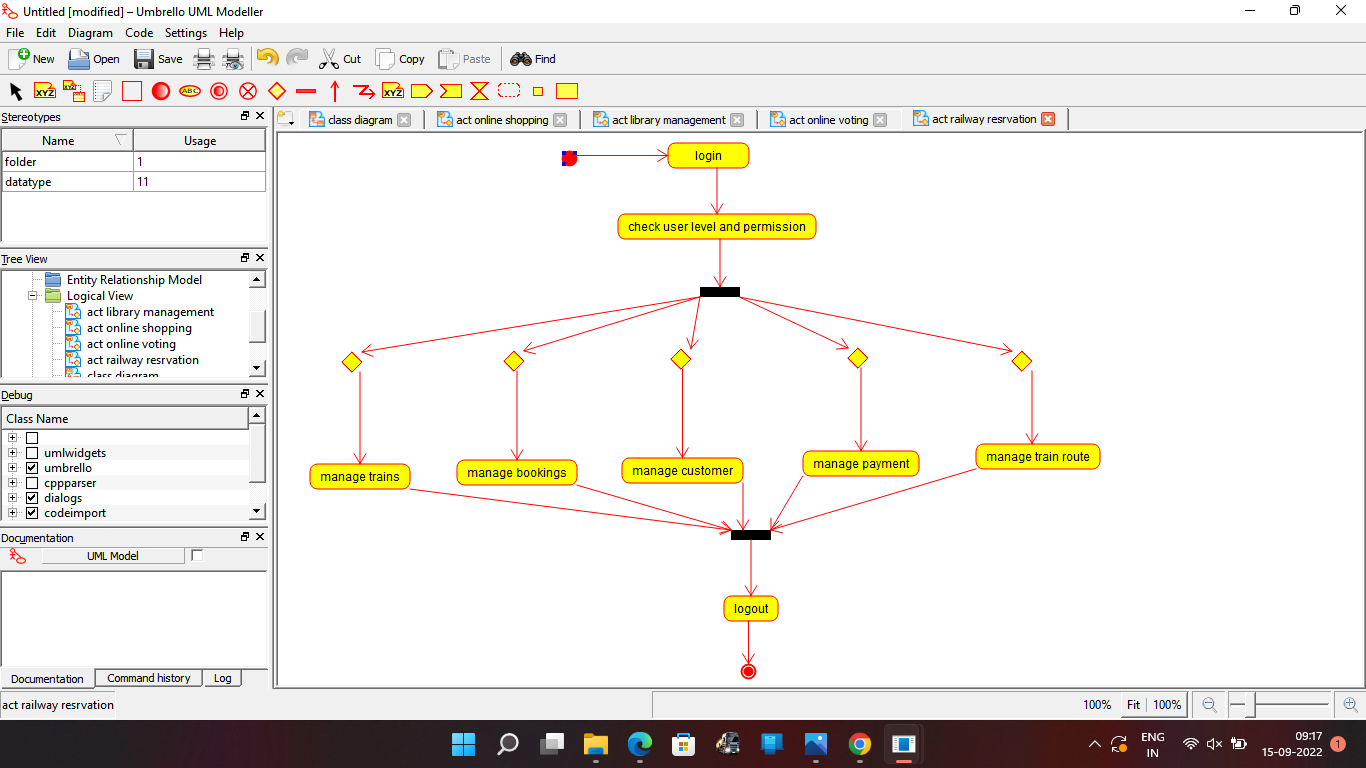 Untitled [modified] – Umbrello UML Modeller
File Edit Diagram Code Settings Help
New Open Save Cut Copy Paste Find
XYZ XYZ ABC XYZ
Stereotypes
Name Usage
folder 1
datatype 11
Tree View
Entity Relationship Model
Logical View
act library management
act online shopping
act online voting
act railway resrvation
class diagram
Debug
Class Name
umlwidgets
umbrello
cppparser
dialogs
codeimport
Documentation
UML Model
Documentation Command history Log
act railway resrvation
class diagram act online shopping act library management act online voting act railway resrvation
login
check user level and permission
manage trains manage bookings manage customer manage payment manage train route
logout
100% Fit 100%
ENG
IN
09:17
15-09-2022
1